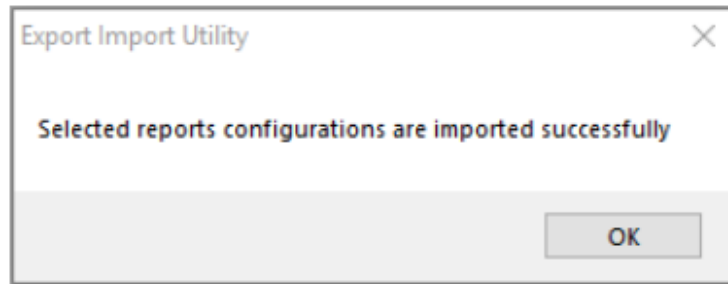 Export Import Utility
Selected reports configurations are imported successfully
OK